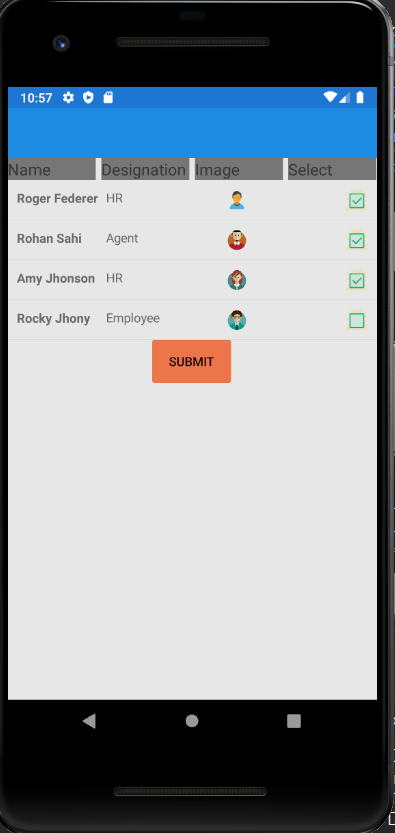 10:57
Name Designation Image Select
Roger Federer HR
Rohan Sahi Agent
Amy Jhonson HR
Rocky Jhony Employee
SUBMIT